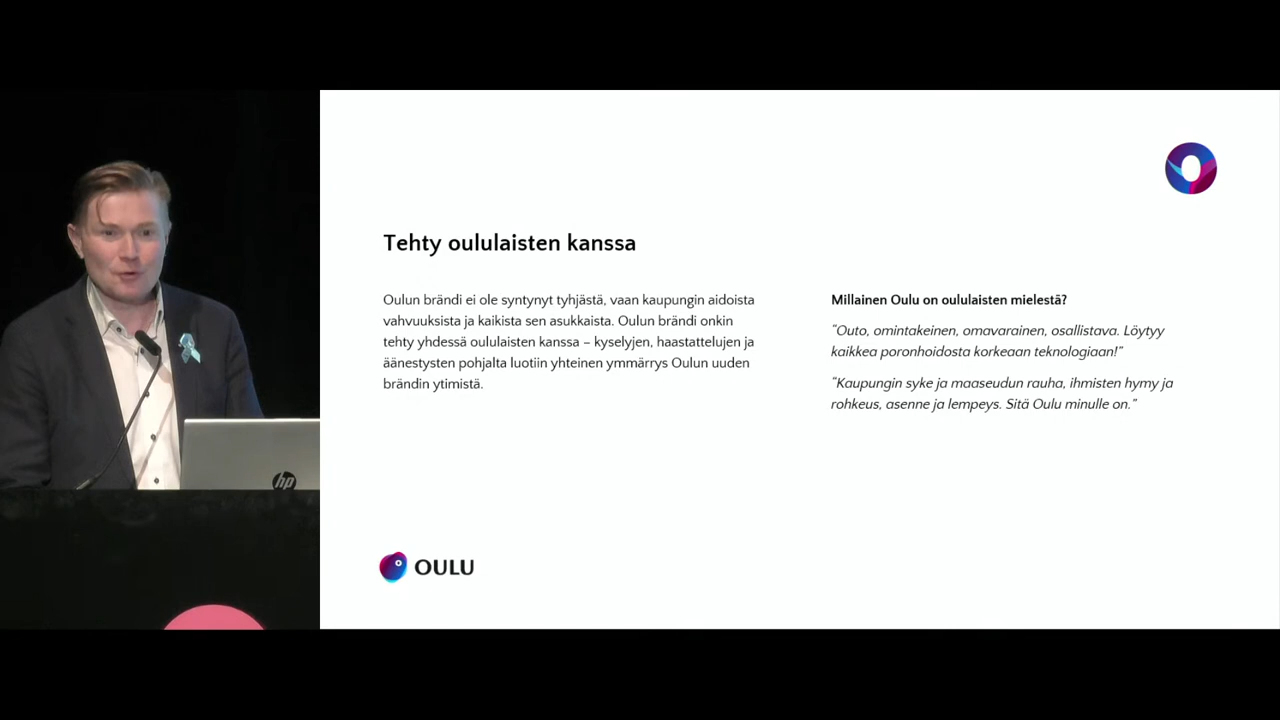 Tehty oululaisten kanssa
Oulun brändi ei ole syntynyt tyhjästä, vaan kaupungin aidoista
vahvuuksista ja kaikista sen asukkaista. Oulun brändi onkin
tehty yhdessä oululaisten kanssa – kyselyjen, haastattelujen ja
äänestysten pohjalta luotiin yhteinen ymmärrys Oulun uuden
brändin ytimistä.
Millainen Oulu on oululaisten mielestä?
"Outo, omintakeinen, omavarainen, osallistava. Löytyy
kaikkea poronhoidosta korkeaan teknologiaan!"
"Kaupungin syke ja maaseudun rauha, ihmisten hymy ja
rohkeus, asenne ja lempeys. Sitä Oulu minulle on."
OULU
hp